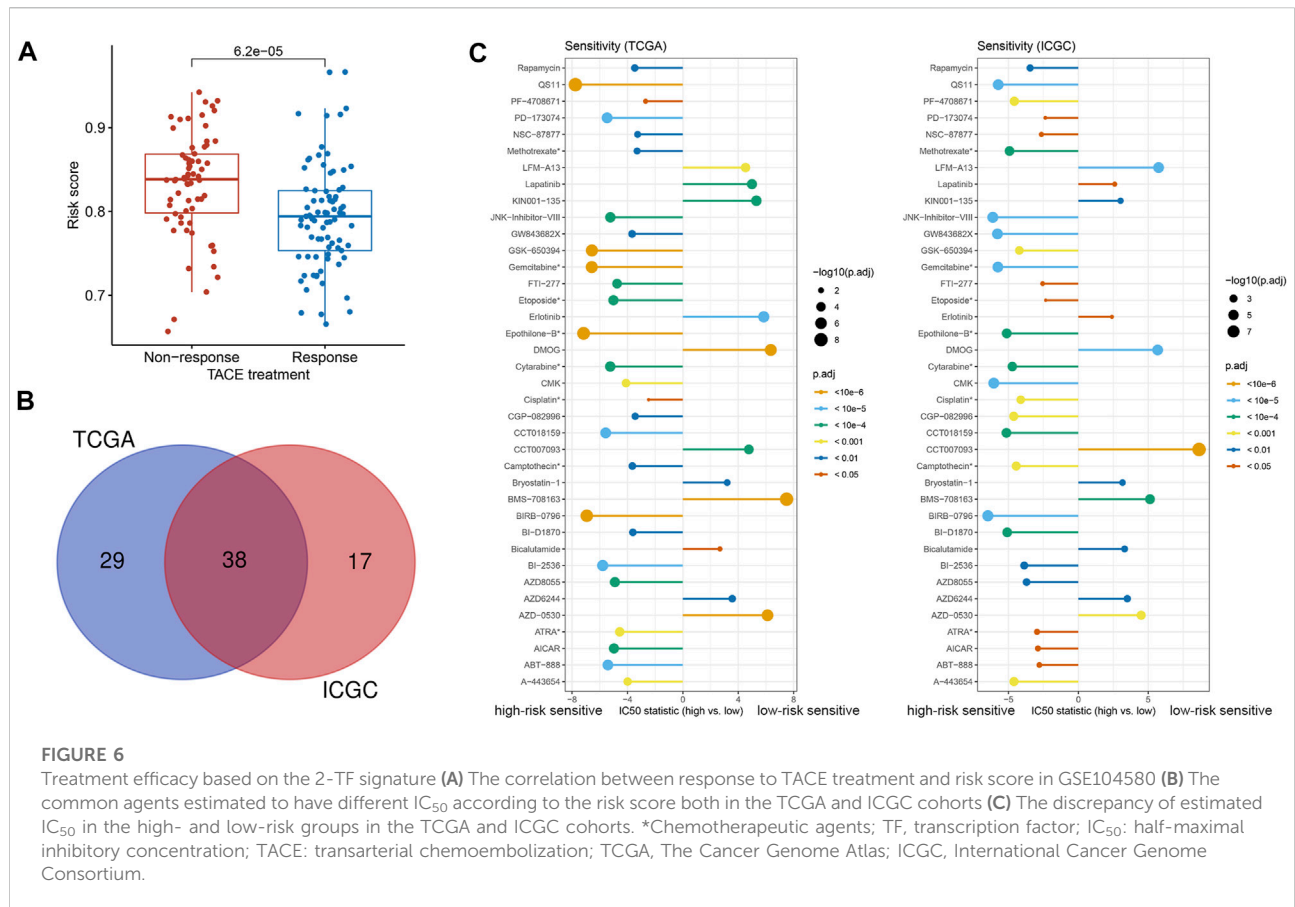 A
6.2e−05
Risk score
0.9
0.8
0.7
Non−response
Response
TACE treatment
B
TCGA
29
38
17
ICGC
C
Sensitivity (TCGA)
Rapamycin
QS11
PF−4708671
PD−173074
NSC−87877
Methotrexate*
LFM−A13
Lapatinib
KIN001−135
JNK−Inhibitor−VIII
GW843682X
GSK−650394
Gemcitabine*
FTI−277
Etoposide*
Erlotinib
Epothilone−B*
DMOG
Cytarabine*
CMK
Cisplatin*
CGP−082996
CCT018159
CCT007093
Camptothecin*
Bryostatin−1
BMS−708163
BIRB−0796
BI−D1870
Bicalutamide
BI−2536
AZD8055
AZD6244
AZD−0530
ATRA*
AICAR
ABT−888
A−443654
−8 −4 0 4 8
high-risk sensitive IC50 statistic (high vs. low) low-risk sensitive
−log10(p.adj)
2
4
6
8
p.adj
<10e−6
< 10e−5
< 10e−4
< 0.001
< 0.01
< 0.05
Sensitivity (ICGC)
Rapamycin
QS11
PF−4708671
PD−173074
NSC−87877
Methotrexate*
LFM−A13
Lapatinib
KIN001−135
JNK−Inhibitor−VIII
GW843682X
GSK−650394
Gemcitabine*
FTI−277
Etoposide*
Erlotinib
Epothilone−B*
DMOG
Cytarabine*
CMK
Cisplatin*
CGP−082996
CCT018159
CCT007093
Camptothecin*
Bryostatin−1
BMS−708163
BIRB−0796
BI−D1870
Bicalutamide
BI−2536
AZD8055
AZD6244
AZD−0530
ATRA*
AICAR
ABT−888
A−443654
−5 0 5
high-risk sensitive IC50 statistic (high vs. low) low-risk sensitive
−log10(p.adj)
3
5
7
p.adj
<10e−6
< 10e−5
< 10e−4
< 0.001
< 0.01
< 0.05
FIGURE 6
Treatment efficacy based on the 2-TF signature (A) The correlation between response to TACE treatment and risk score in GSE104580 (B) The
common agents estimated to have different IC50 according to the risk score both in the TCGA and ICGC cohorts (C) The discrepancy of estimated
IC50 in the high- and low-risk groups in the TCGA and ICGC cohorts. *Chemotherapeutic agents; TF, transcription factor; IC50: half-maximal
inhibitory concentration; TACE: transarterial chemoembolization; TCGA, The Cancer Genome Atlas; ICGC, International Cancer Genome
Consortium.